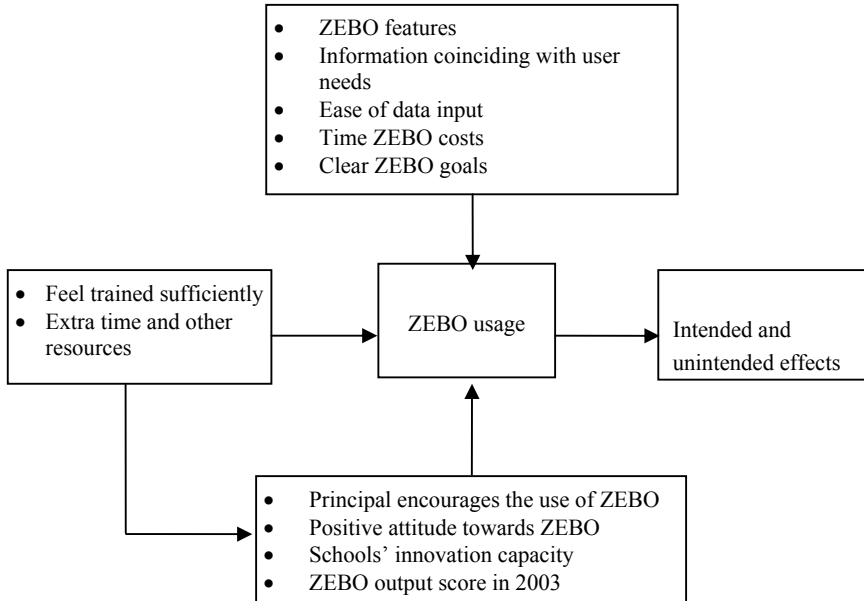 • ZEBO features
• Information coinciding with user
needs
• Ease of data input
• Time ZEBO costs
• Clear ZEBO goals
• Feel trained sufficiently
• Extra time and other
resources
ZEBO usage
Intended and
unintended effects
• Principal encourages the use of ZEBO
• Positive attitude towards ZEBO
• Schools’ innovation capacity
• ZEBO output score in 2003